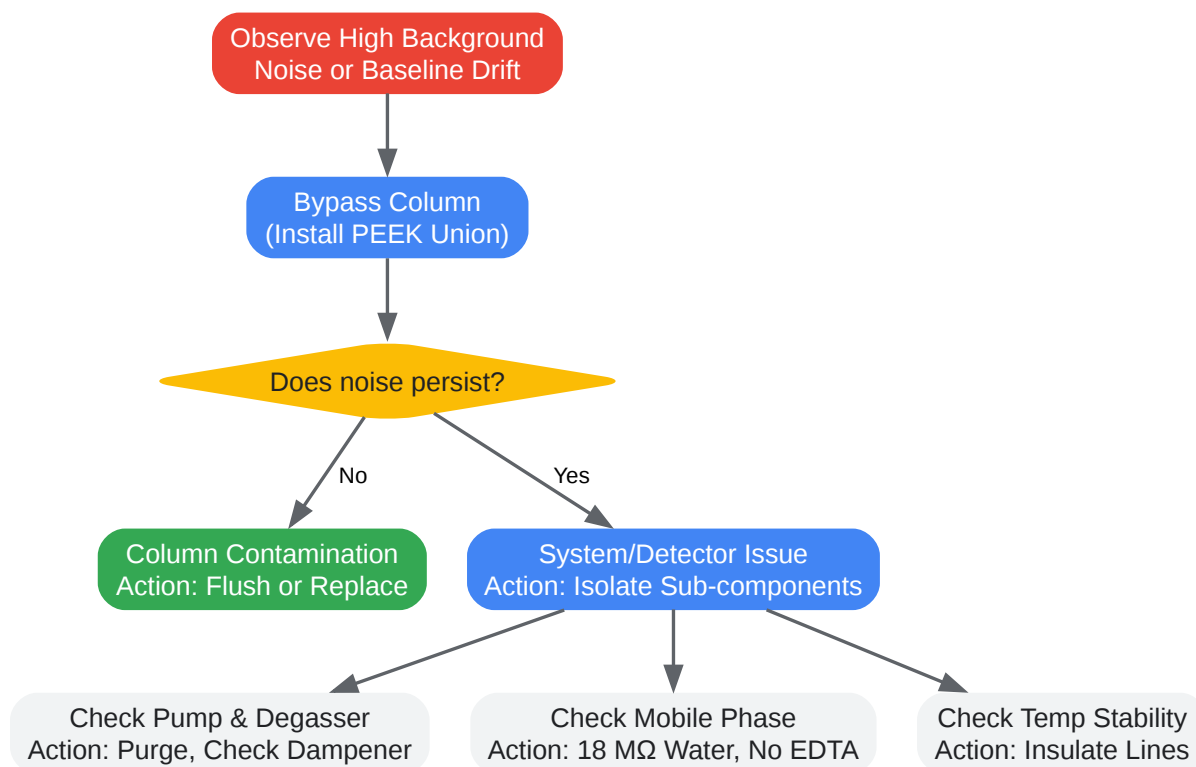 Observe High Background
Noise or Baseline Drift
Bypass Column
(Install PEEK Union)
Does noise persist?
No
Yes
Column Contamination
Action: Flush or Replace
System/Detector Issue
Action: Isolate Sub-components
Check Pump & Degasser
Action: Purge, Check Dampener
Check Mobile Phase
Action: 18 MΩ Water, No EDTA
Check Temp Stability
Action: Insulate Lines